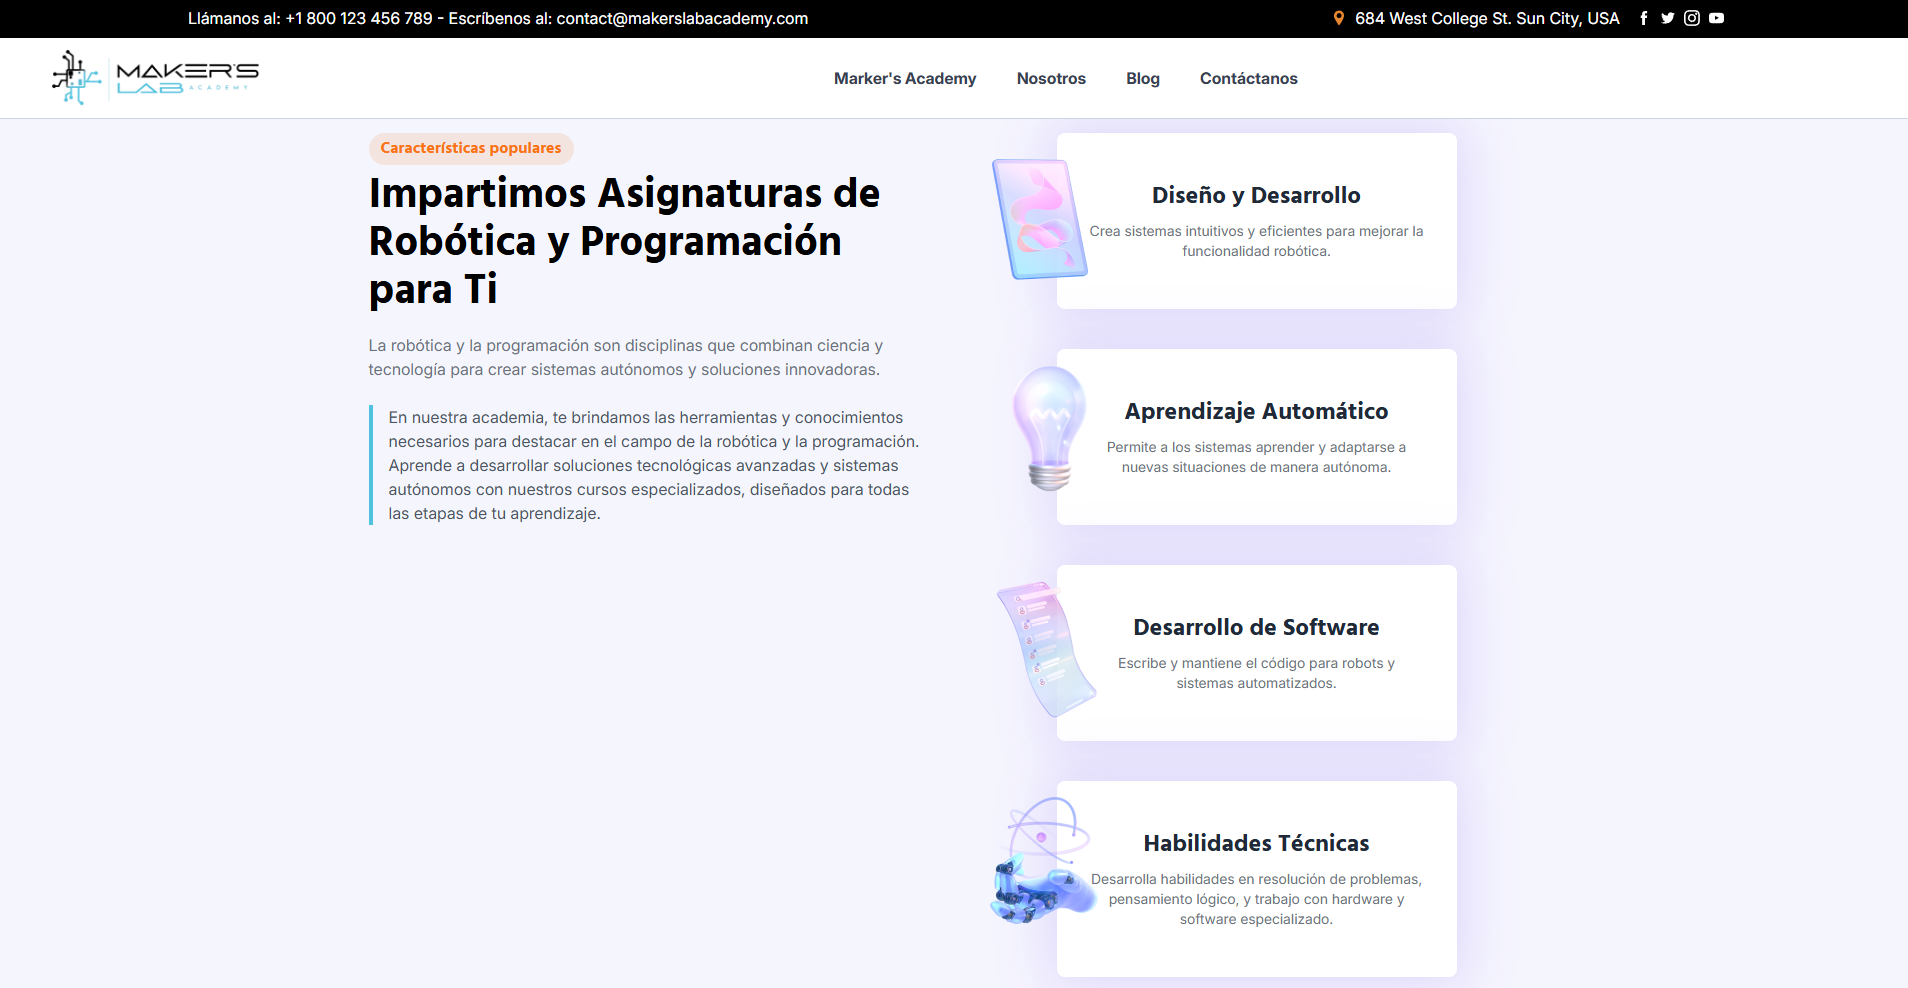 Llámanos al: +1 800 123 456 789 - Escríbenos al: contact@makerslabacademy.com
684 West College St. Sun City, USA
MAKER'S
LAB ACADEMY
Marker's Academy
Nosotros
Blog
Contáctanos
Características populares
Impartimos Asignaturas de
Robótica y Programación
para Ti
La robótica y la programación son disciplinas que combinan ciencia y
tecnología para crear sistemas autónomos y soluciones innovadoras.
En nuestra academia, te brindamos las herramientas y conocimientos
necesarios para destacar en el campo de la robótica y la programación.
Aprende a desarrollar soluciones tecnológicas avanzadas y sistemas
autónomos con nuestros cursos especializados, diseñados para todas
las etapas de tu aprendizaje.
Diseño y Desarrollo
Crea sistemas intuitivos y eficientes para mejorar la
funcionalidad robótica.
Aprendizaje Automático
Permite a los sistemas aprender y adaptarse a
nuevas situaciones de manera autónoma.
Desarrollo de Software
Escribe y mantiene el código para robots y
sistemas automatizados.
Habilidades Técnicas
Desarrolla habilidades en resolución de problemas,
pensamiento lógico, y trabajo con hardware y
software especializado.